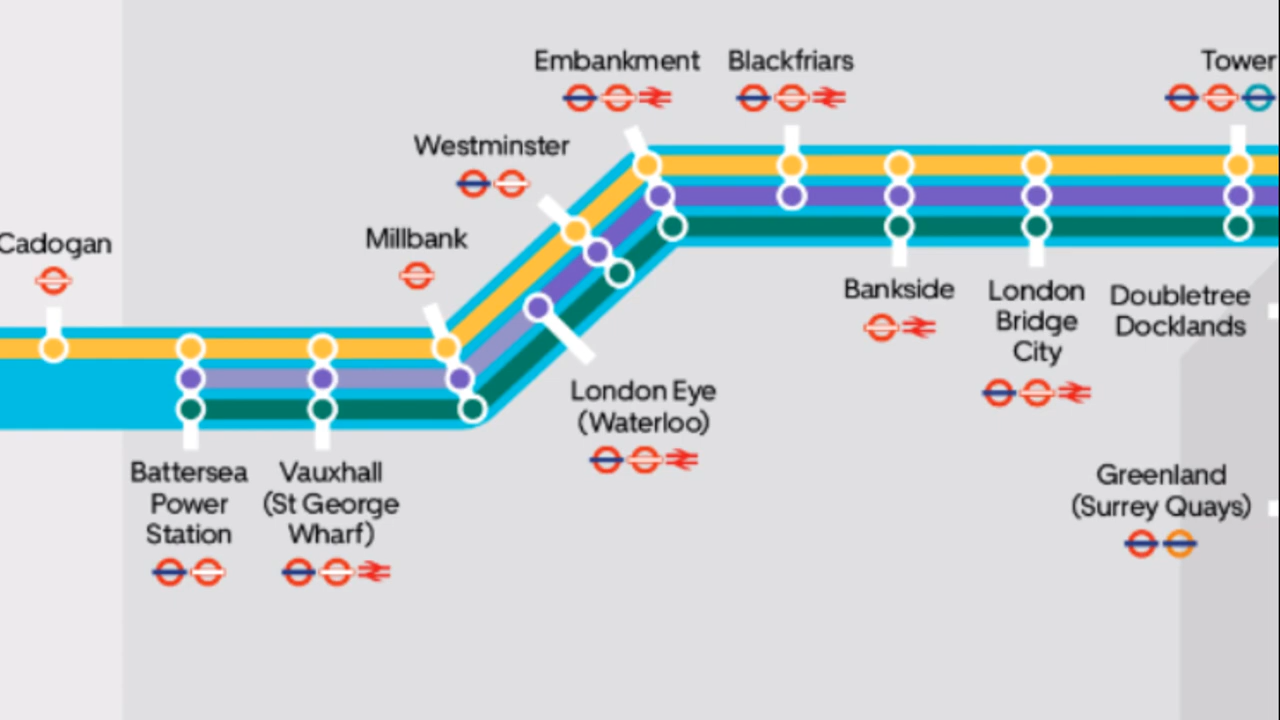 Embankment
Blackfriars
Tower
Westminster
Cadogan
Millbank
Bankside
London
Bridge
City
Doubletree
Docklands
London Eye
(Waterloo)
Battersea
Power
Station
Vauxhall
(St George
Wharf)
Greenland
(Surrey Quays)